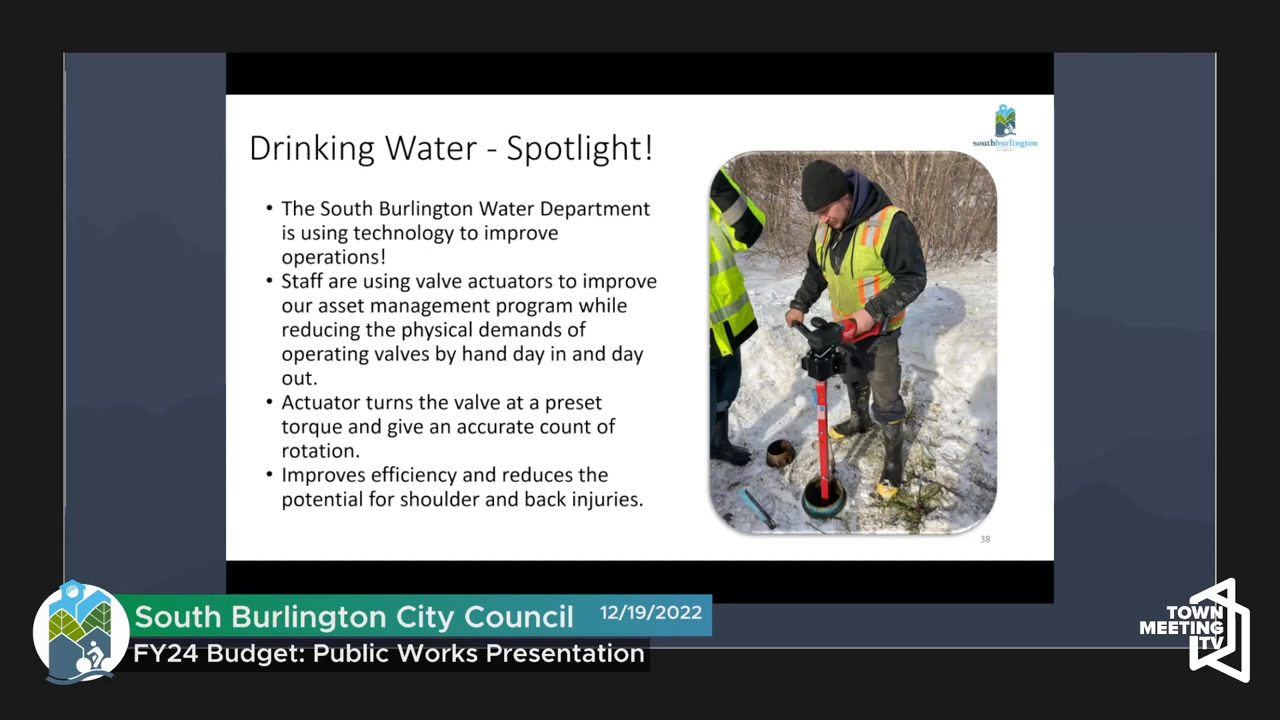 Drinking Water - Spotlight!
southburlington
• The South Burlington Water Department
is using technology to improve
operations!
• Staff are using valve actuators to improve
our asset management program while
reducing the physical demands of
operating valves by hand day in and day
out.
• Actuator turns the valve at a preset
torque and give an accurate count of
rotation.
• Improves efficiency and reduces the
potential for shoulder and back injuries.
38
South Burlington City Council
12/19/2022
FY24 Budget: Public Works Presentation
TOWN
MEETING
TV